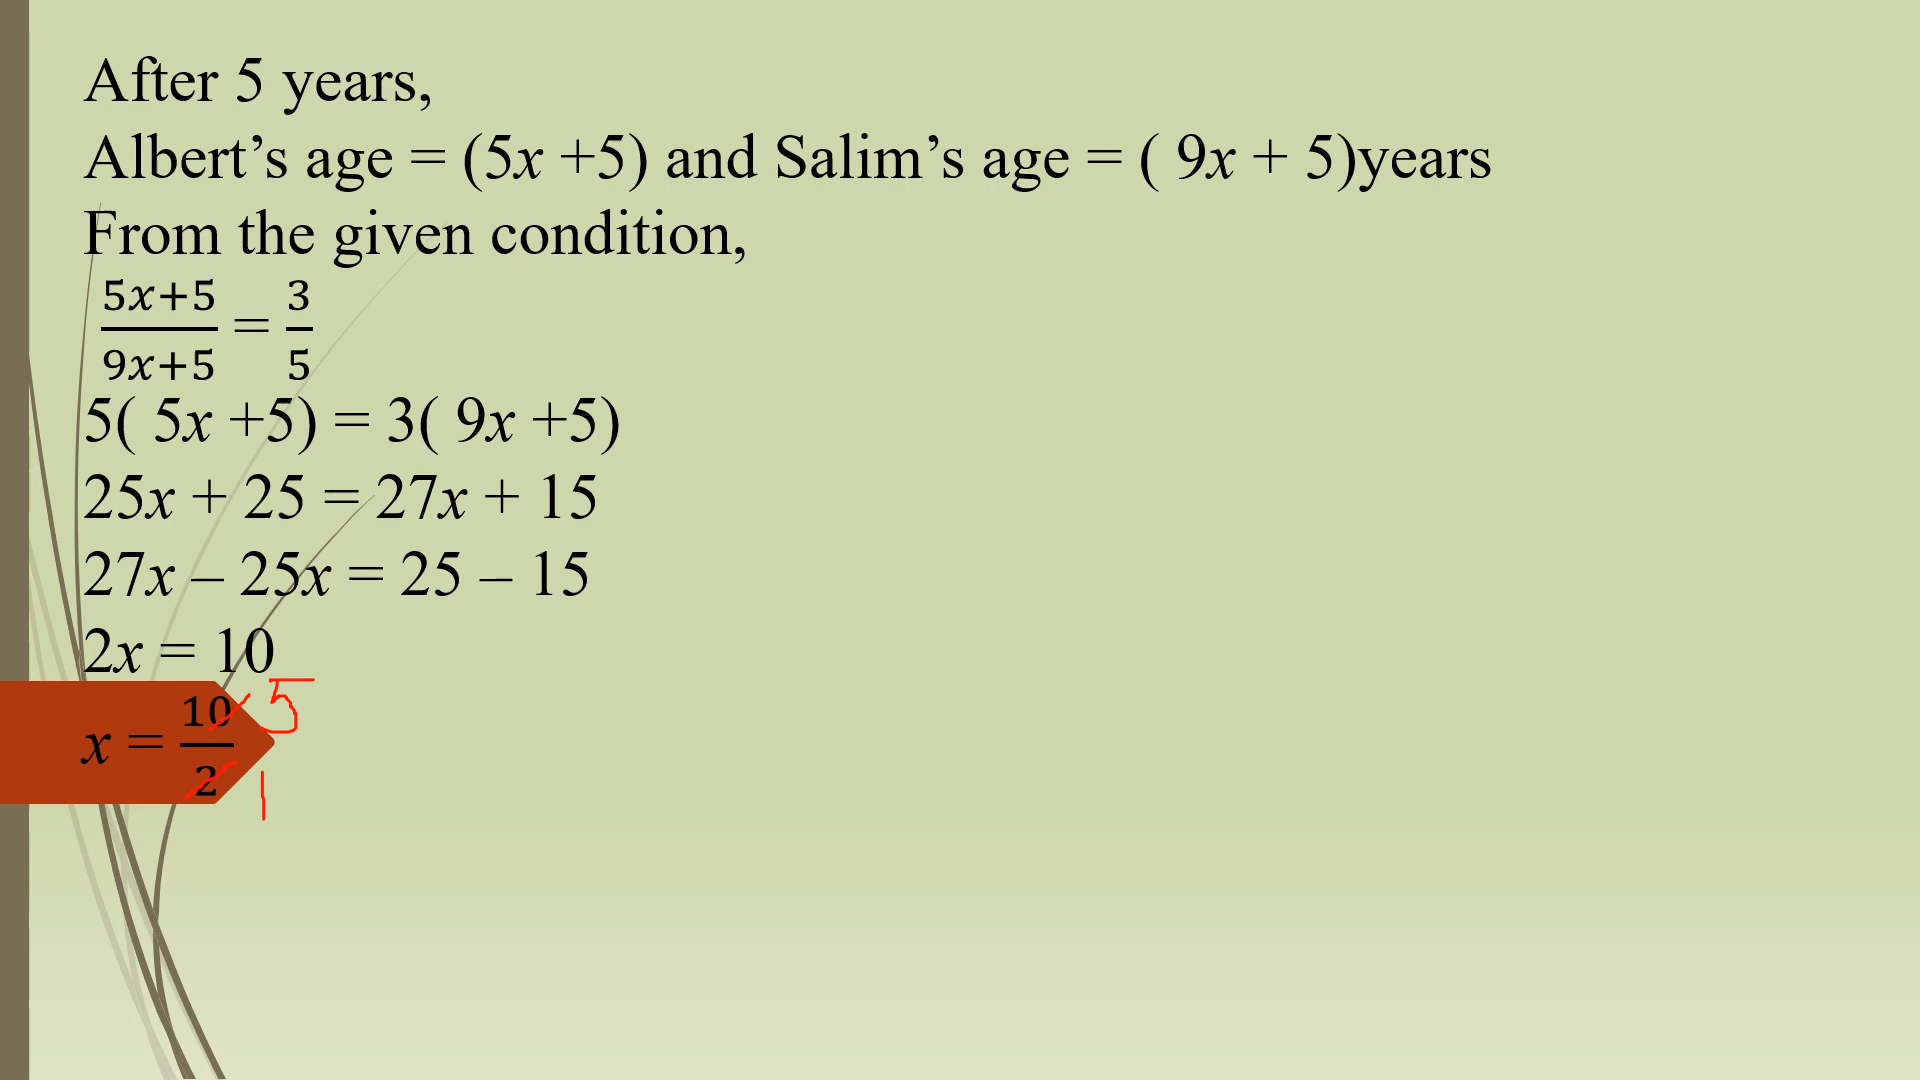 After 5 years,
Albert’s age = (5x +5) and Salim’s age = ( 9x + 5)years
From the given condition,
5x+5/9x+5 = 3/5
5( 5x +5) = 3( 9x +5)
25x + 25 = 27x + 15
27x – 25x = 25 – 15
2x = 10
x = 10/2 5 1